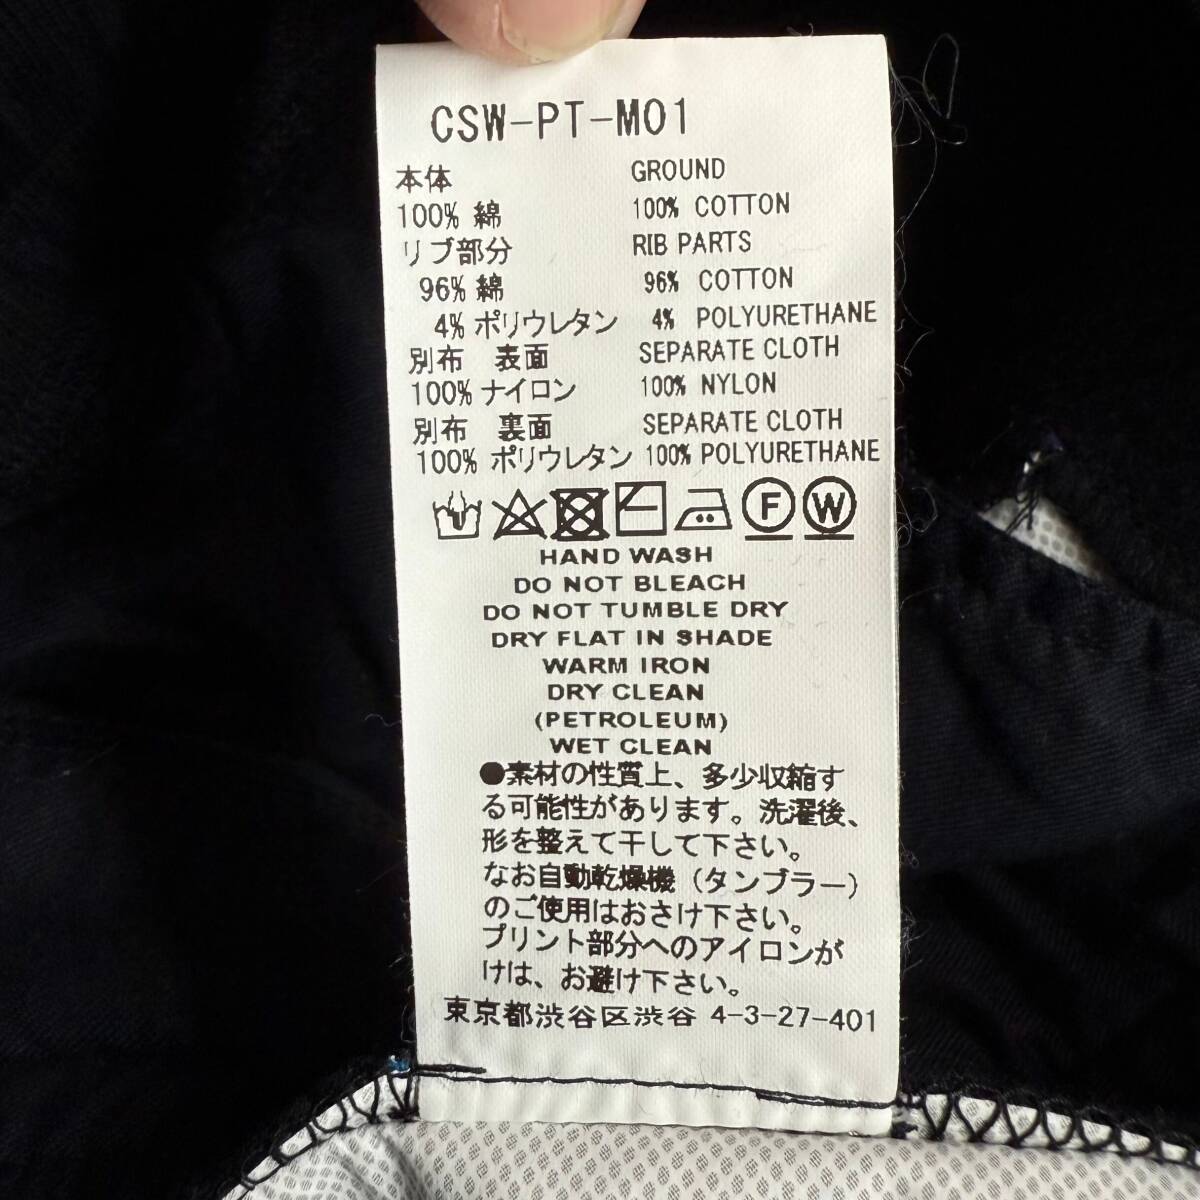 CSW-PT-M01
本体 GROUND
100% 綿 100% COTTON
リブ部分 RIB PARTS
96% 綿 96% COTTON
4% ポリウレタン 4% POLYURETHANE
別布 表面 SEPARATE CLOTH
100% ナイロン 100% NYLON
別布 裏面 SEPARATE CLOTH
100% ポリウレタン 100% POLYURETHANE
F W
HAND WASH
DO NOT BLEACH
DO NOT TUMBLE DRY
DRY FLAT IN SHADE
WARM IRON
DRY CLEAN
(PETROLEUM)
WET CLEAN
●素材の性質上、多少収縮す
る可能性があります。洗濯後、
形を整えて干して下さい。
なお自動乾燥機(タンブラー)
のご使用はおさけ下さい。
プリント部分へのアイロンが
けは、お避け下さい。
東京都渋谷区渋谷 4-3-27-401